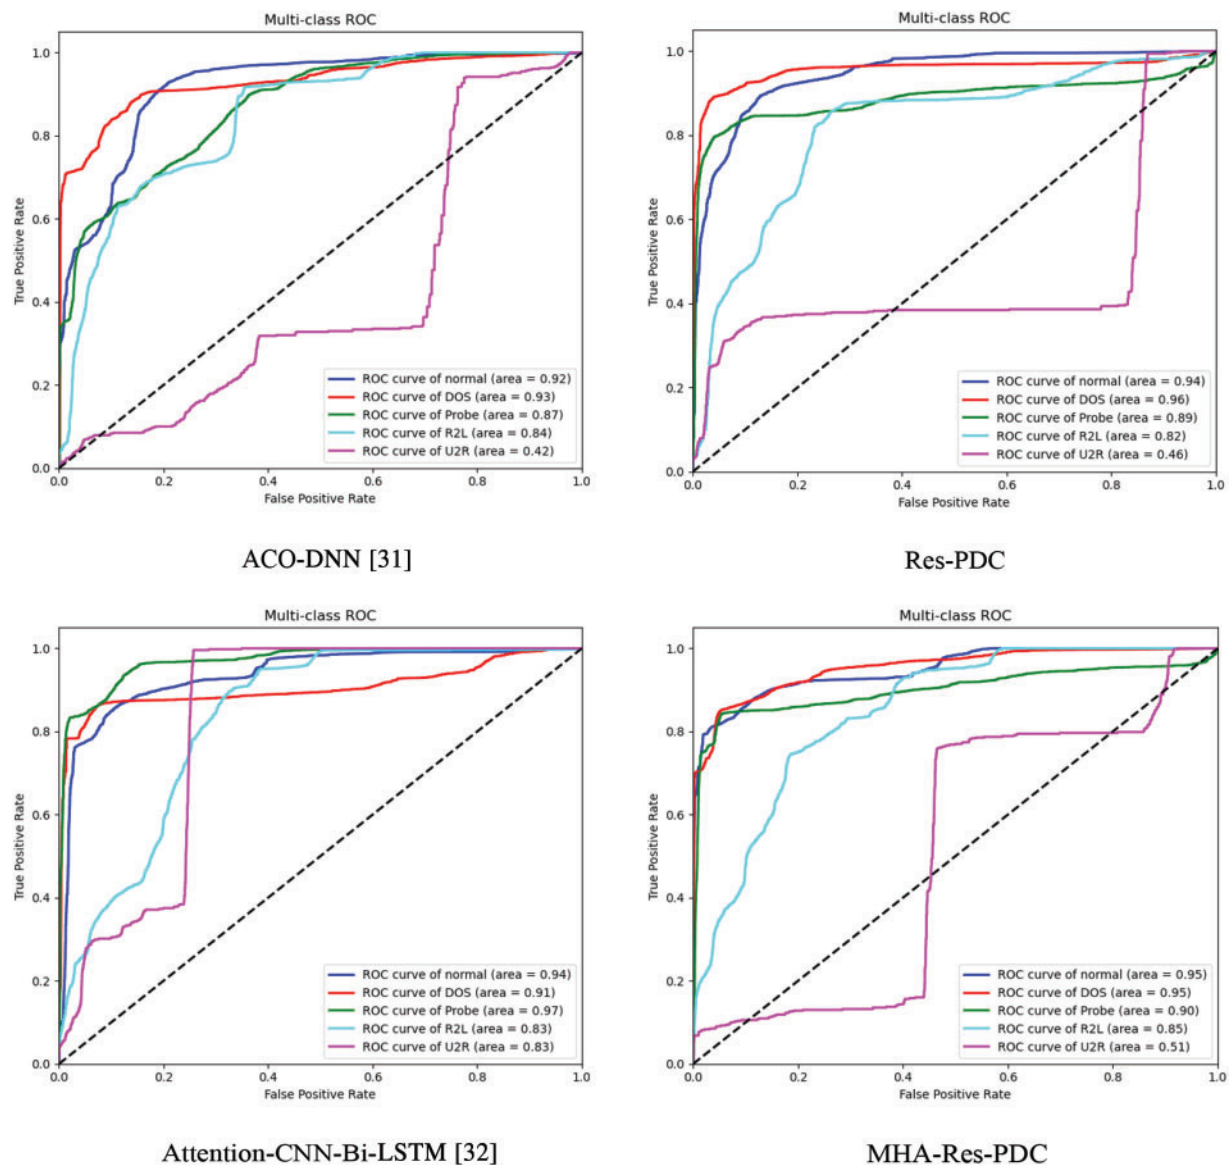 Multi-class ROC
True Positive Rate
1.0
0.8
0.6
0.4
0.2
0.0
ROC curve of normal (area = 0.92)
ROC curve of DOS (area = 0.93)
ROC curve of Probe (area = 0.87)
ROC curve of R2L (area = 0.84)
ROC curve of U2R (area = 0.42)
0.0 0.2 0.4 0.6 0.8 1.0
False Positive Rate
ACO-DNN [31]
Multi-class ROC
True Positive Rate
1.0
0.8
0.6
0.4
0.2
0.0
ROC curve of normal (area = 0.94)
ROC curve of DOS (area = 0.96)
ROC curve of Probe (area = 0.89)
ROC curve of R2L (area = 0.82)
ROC curve of U2R (area = 0.46)
0.0 0.2 0.4 0.6 0.8 1.0
False Positive Rate
Res-PDC
Multi-class ROC
True Positive Rate
1.0
0.8
0.6
0.4
0.2
0.0
ROC curve of normal (area = 0.94)
ROC curve of DOS (area = 0.91)
ROC curve of Probe (area = 0.97)
ROC curve of R2L (area = 0.83)
ROC curve of U2R (area = 0.83)
0.0 0.2 0.4 0.6 0.8 1.0
False Positive Rate
Attention-CNN-Bi-LSTM [32]
Multi-class ROC
True Positive Rate
1.0
0.8
0.6
0.4
0.2
0.0
ROC curve of normal (area = 0.95)
ROC curve of DOS (area = 0.95)
ROC curve of Probe (area = 0.90)
ROC curve of R2L (area = 0.85)
ROC curve of U2R (area = 0.51)
0.0 0.2 0.4 0.6 0.8 1.0
False Positive Rate
MHA-Res-PDC